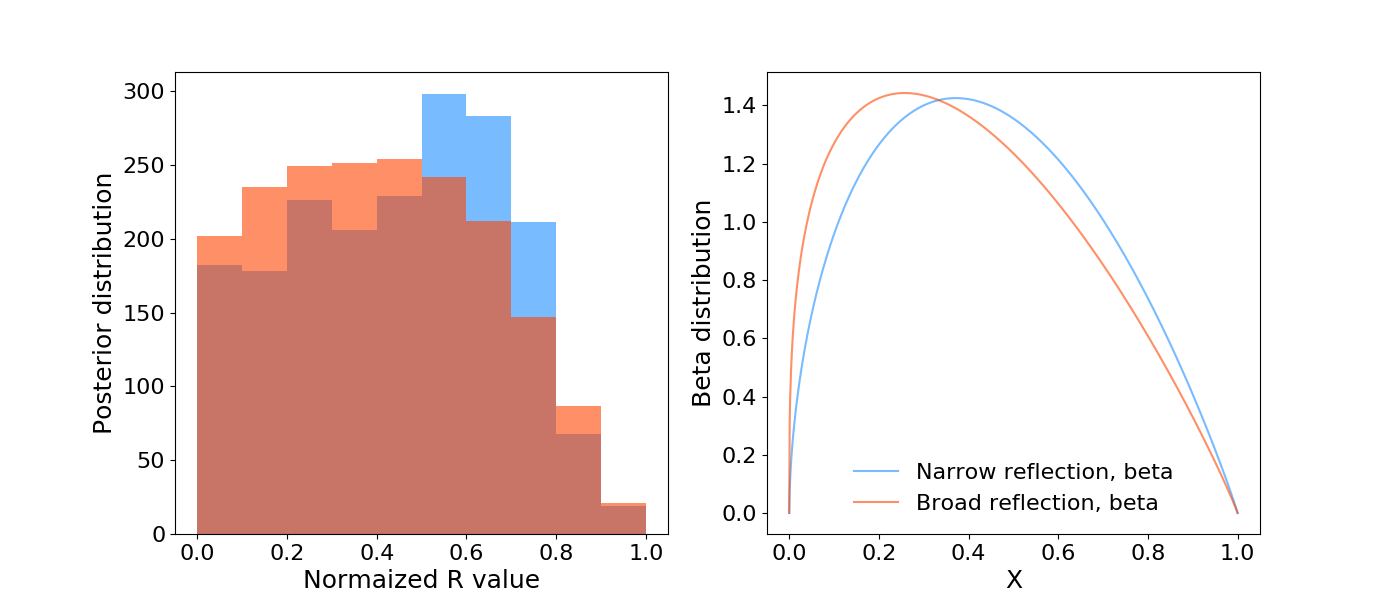 Posterior distribution
300
250
200
150
100
50
0
0.0 0.2 0.4 0.6 0.8 1.0
Normaized R value
Beta distribution
1.4
1.2
1.0
0.8
0.6
0.4
0.2
0.0
Narrow reflection, beta
Broad reflection, beta
0.0 0.2 0.4 0.6 0.8 1.0
X